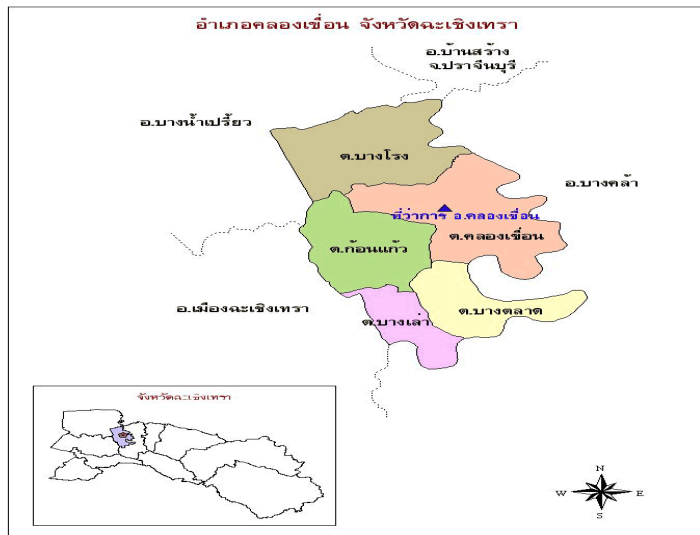 อำเภอคลองเขื่อน จังหวัดฉะเชิงเทรา
อ.บ้านสร้าง
จ.ปราจีนบุรี
อ.บางน้ำเปรี้ยว
ต.บางโรง
อ.บางคล้า
ที่ว่าการ อ.คลองเขื่อน
ต.คลองเขื่อน
ต.ก้อนแก้ว
อ.เมืองฉะเชิงเทรา
ต.บางตลาด
ต.บางเล่า
จังหวัดฉะเชิงเทรา
N
W E
S